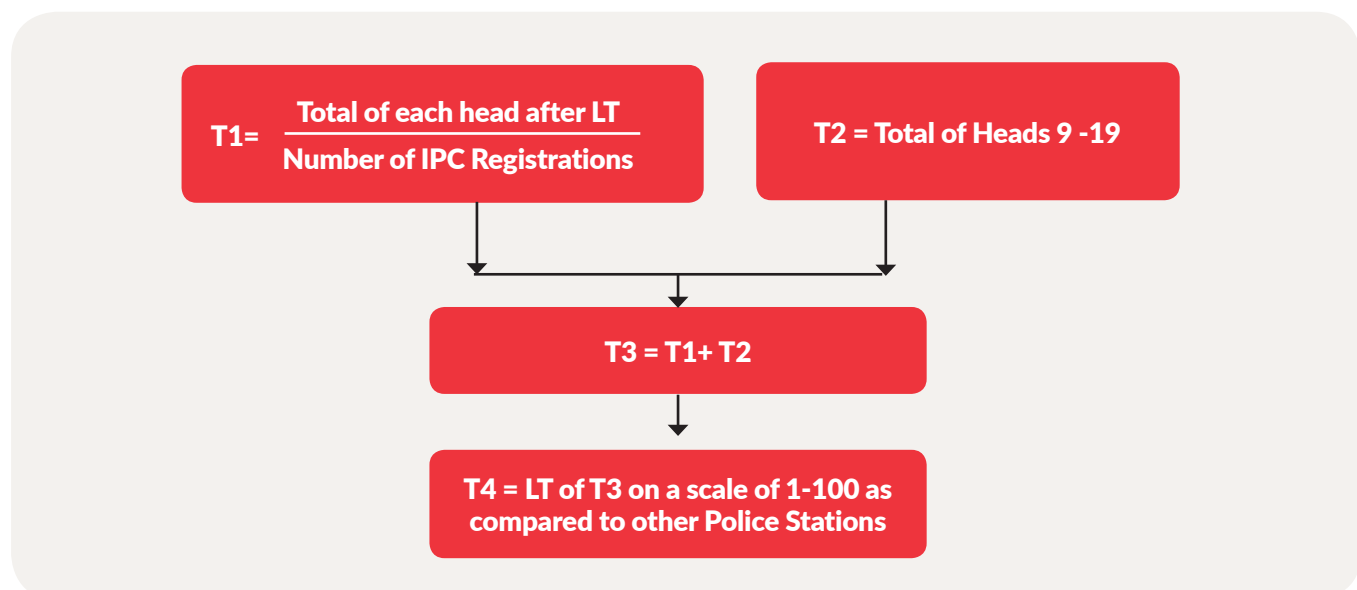 T1=
Total of each head after LT
Number of IPC Registrations
T2 = Total of Heads 9 -19
T3 = T1+ T2
T4 = LT of T3 on a scale of 1-100 as
compared to other Police Stations